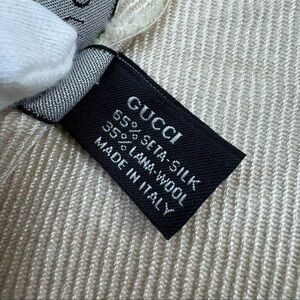 GUCCI
65% SETA-SILK
35% LANA-WOOL
MADE IN ITALY